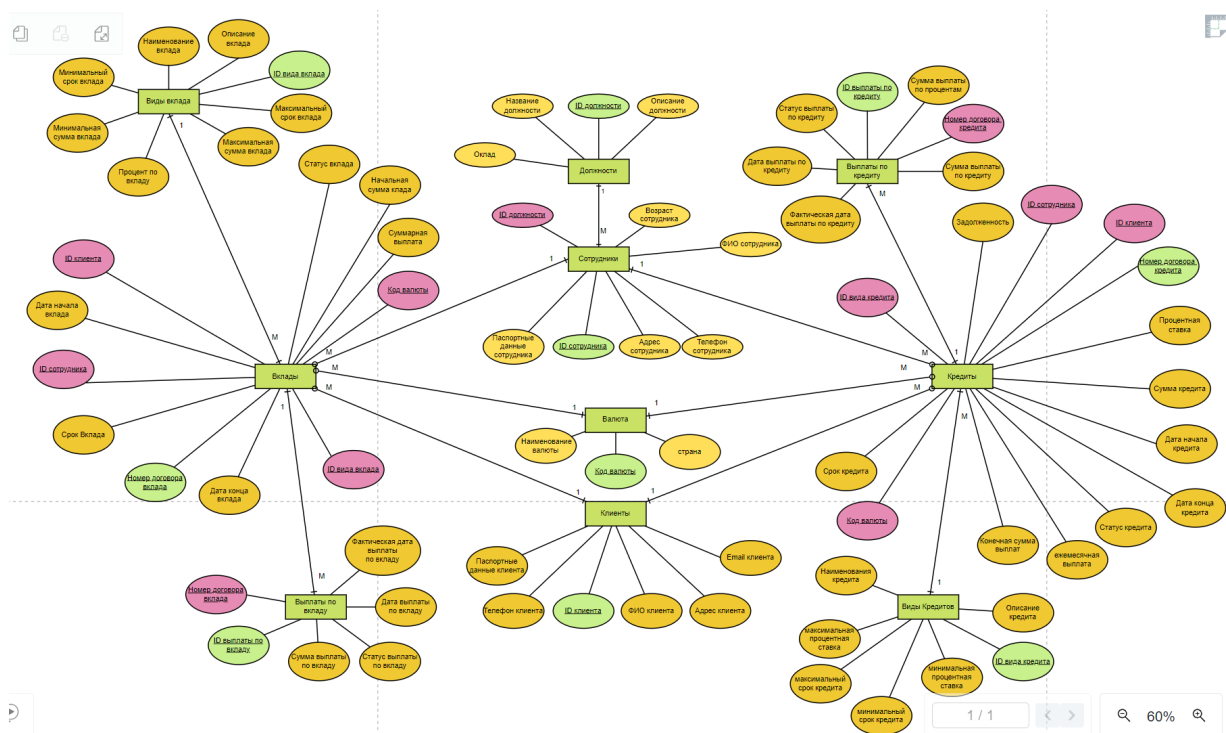 Наименование
вклада
Описание
вклада
Минимальный
срок вклада
ID вида вклада
Виды вклада
Максимальный
срок вклада
Минимальная
сумма вклада
Максимальная
сумма вклада
Процент по
вкладу
1
Статус вклада
Начальная
сумма клада
Суммарная
выплата
Код валюты
ID клиента
Дата начала
вклада
ID сотрудника
Срок Вклада
Номер договора
вклада
Дата конца
вклада
ID вида вклада
Вклады
M
M
M
M
1
Название
должности
ID должности
Описание
должности
Оклад
Должности
1
M
ID должности
Возраст
сотрудника
ФИО сотрудника
Сотрудники
1
1
Паспортные
данные
сотрудника
ID сотрудника
Адрес
сотрудника
Телефон
сотрудника
Валюта
1
1
Наименование
валюты
Код валюты
страна
Клиенты
1
1
Паспортные
данные клиента
Телефон клиента
ID клиента
ФИО клиента
Адрес клиента
Email клиента
Фактическая дата
выплаты
по вкладу
M
Номер договора
вклада
Выплаты по
вкладу
Дата выплаты
по вкладу
ID выплаты по
вкладу
Сумма выплаты
по вкладу
Статус выплаты
по вкладу
ID выплаты по
кредиту
Сумма выплаты
по процентам
Статус выплаты
по кредиту
Номер договора
кредита
Дата выплаты по
кредиту
Выплаты по
кредиту
Сумма выплаты
по кредиту
M
Фактическая дата
выплаты по кредиту
Задолженность
ID сотрудника
ID клиента
Номер договора
кредита
ID вида кредита
Процентная
ставка
M
1
M
M
M
Кредиты
Сумма кредита
Дата начала
кредита
Срок кредита
Дата конца
кредита
Код валюты
Статус кредита
Конечная сумма
выплат
ежемесячная
выплата
Наименования
кредита
1
Виды Кредитов
Описание
кредита
максимальная
процентная
ставка
ID вида кредита
максимальный
срок кредита
минимальная
процентная
ставка
минимальный
срок кредита
1 / 1
60%